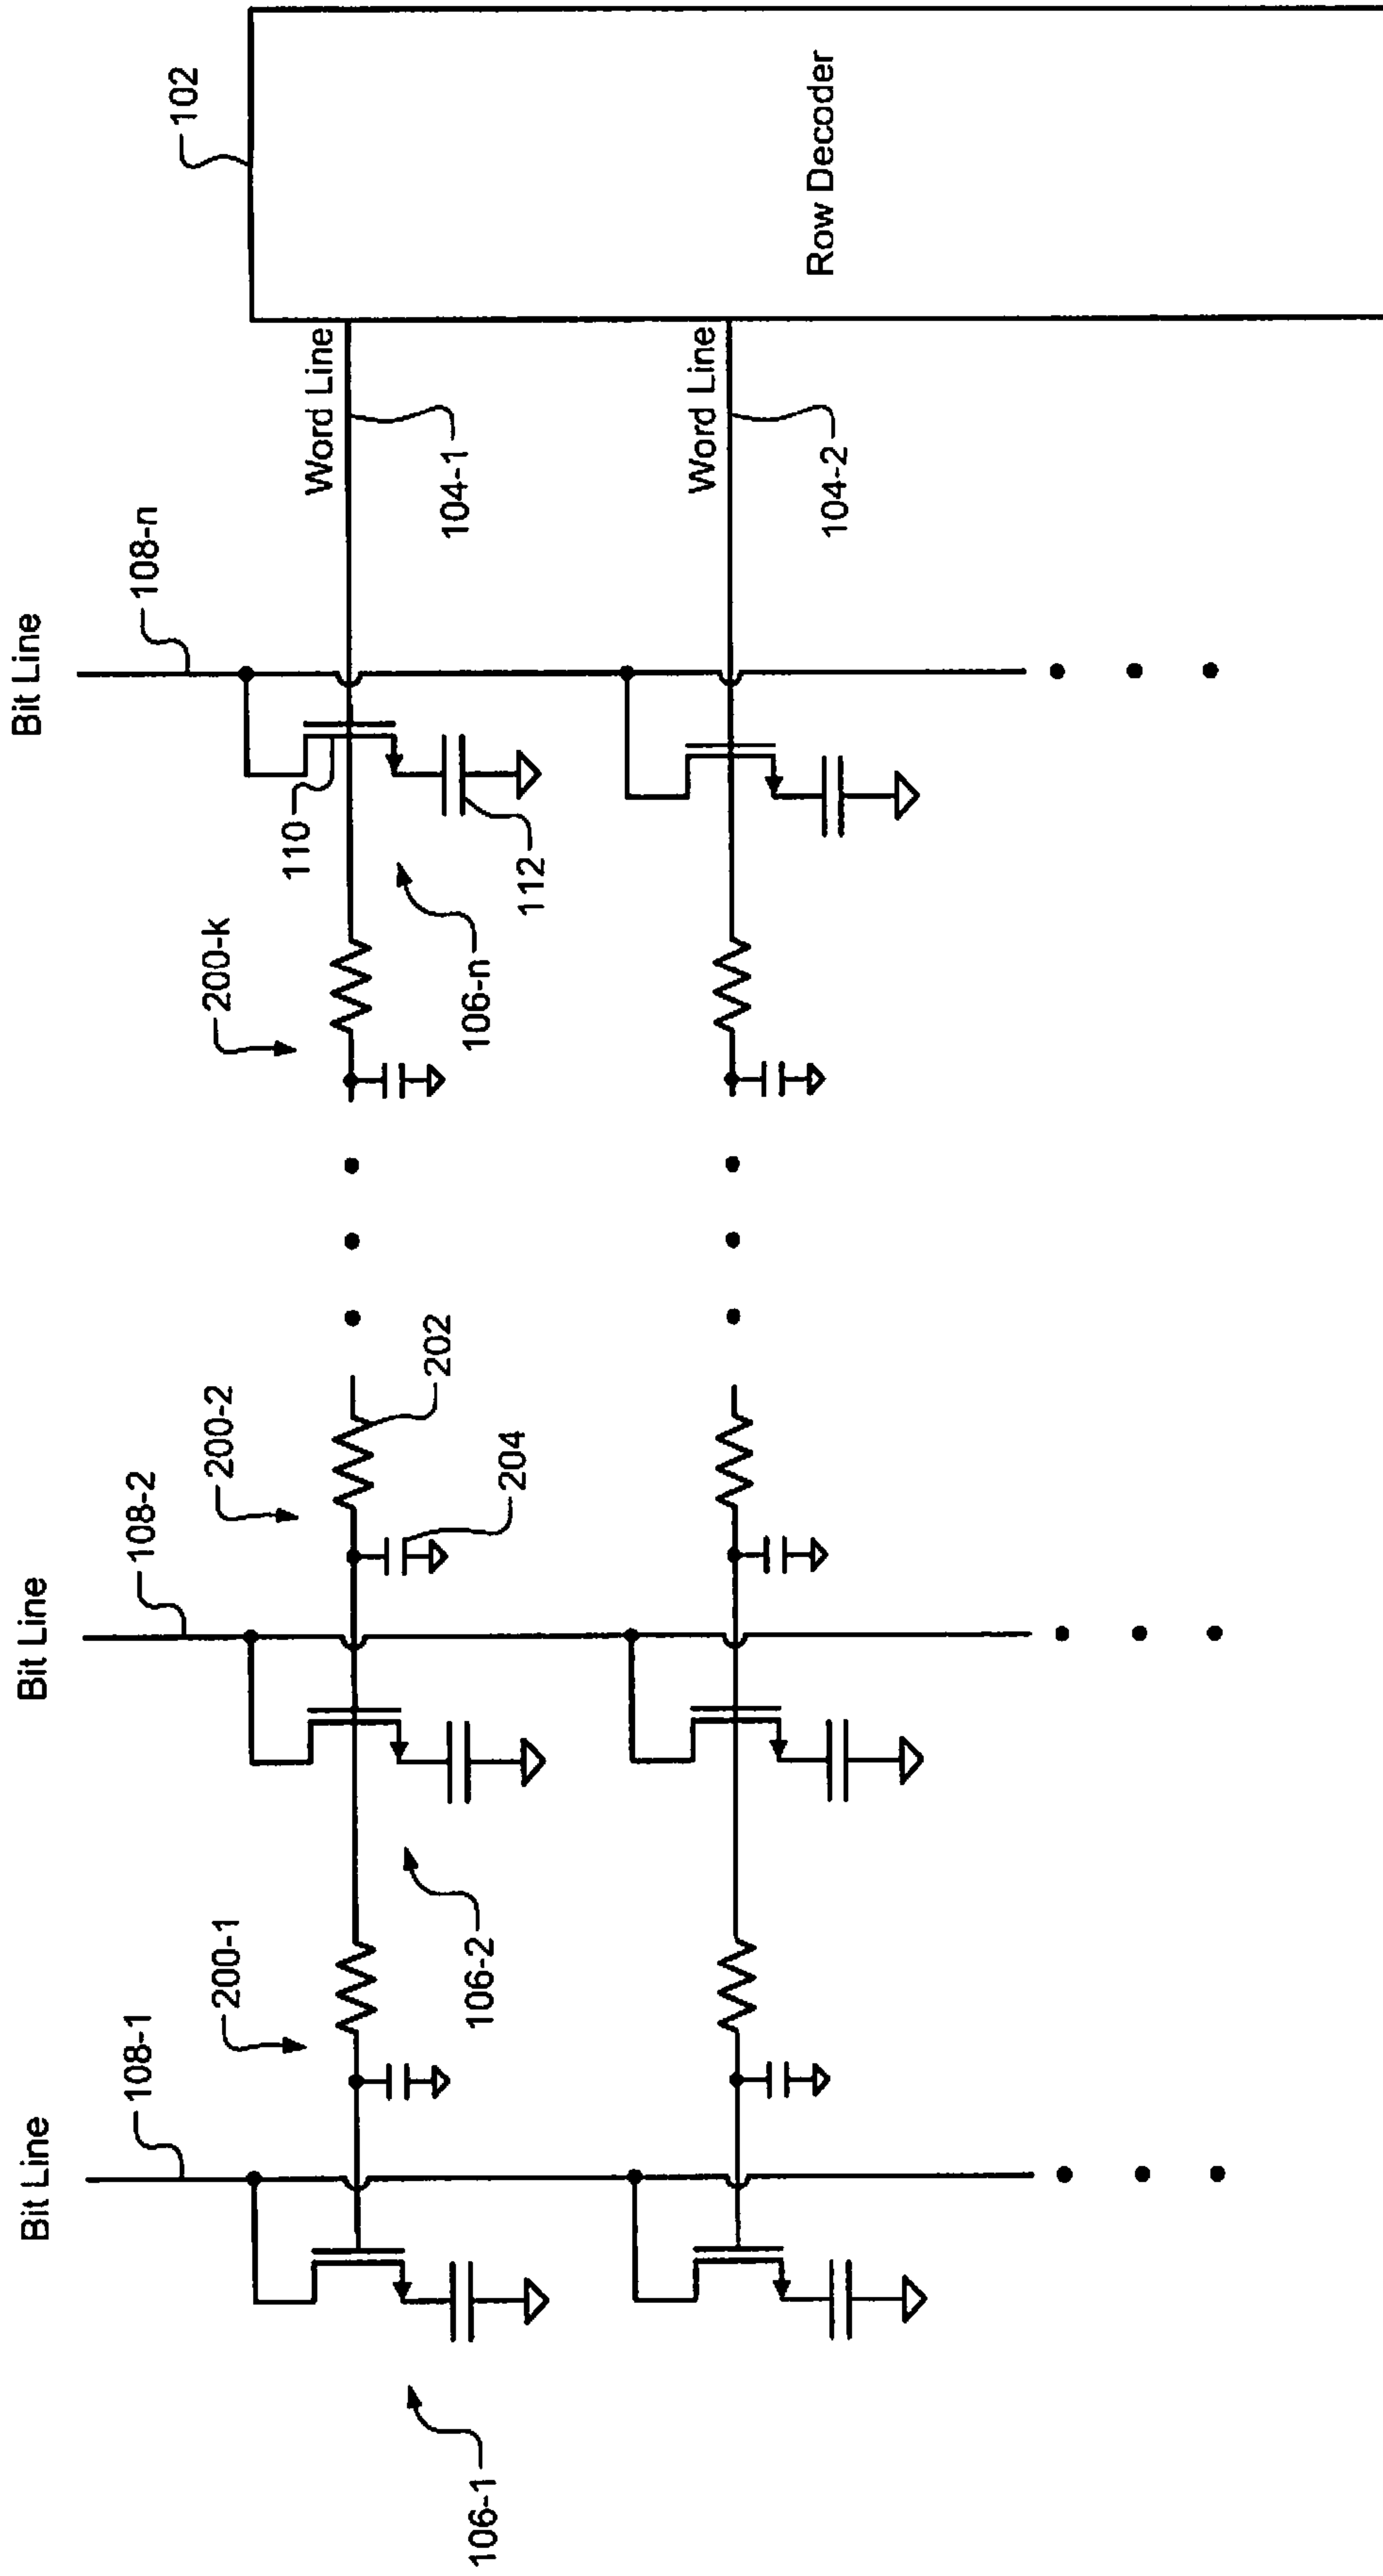 Bit Line
Bit Line
Bit Line
108-1
108-2
108-n
102
200-1
200-2
200-k
110
Word Line
202
104-1
106-1
106-2
106-n
204
112
Word Line
Row Decoder
104-2